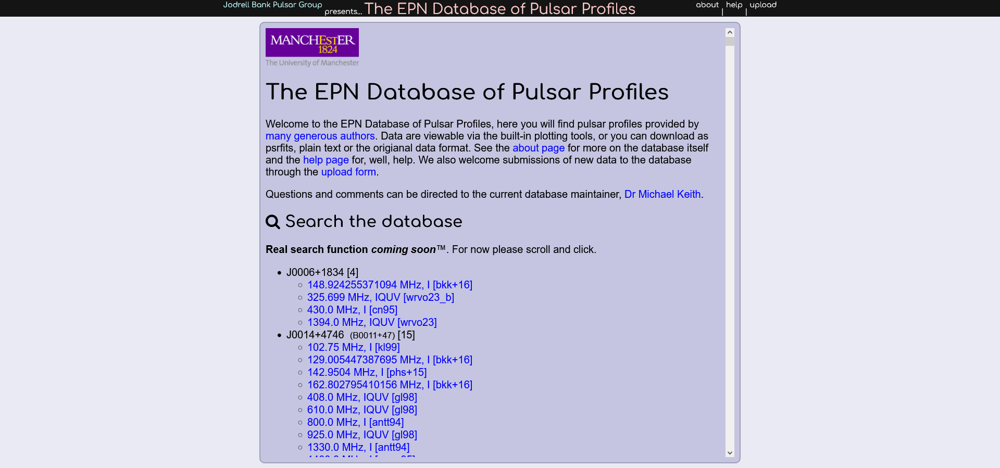 Jodrell Bank Pulsar Group presents... The EPN Database of Pulsar Profiles about | help | upload
MANCHESTER
1824
The University of Manchester
The EPN Database of Pulsar Profiles
Welcome to the EPN Database of Pulsar Profiles, here you will find pulsar profiles provided by
many generous authors. Data are viewable via the built-in plotting tools, or you can download as
psrfits, plain text or the origianal data format. See the about page for more on the database itself
and the help page for, well, help. We also welcome submissions of new data to the database
through the upload form.
Questions and comments can be directed to the current database maintainer, Dr Michael Keith.
Search the database
Real search function coming soon™. For now please scroll and click.
• J0006+1834 [4]
◦ 148.924255371094 MHz, I [bkk+16]
◦ 325.699 MHz, IQUV [wrvo23_b]
◦ 430.0 MHz, I [cn95]
◦ 1394.0 MHz, IQUV [wrvo23]
• J0014+4746 (B0011+47) [15]
◦ 102.75 MHz, I [kl99]
◦ 129.005447387695 MHz, I [bkk+16]
◦ 142.9504 MHz, I [phs+15]
◦ 162.802795410156 MHz, I [bkk+16]
◦ 408.0 MHz, IQUV [gl98]
◦ 610.0 MHz, IQUV [gl98]
◦ 800.0 MHz, I [antt94]
◦ 925.0 MHz, IQUV [gl98]
◦ 1330.0 MHz, I [antt94]